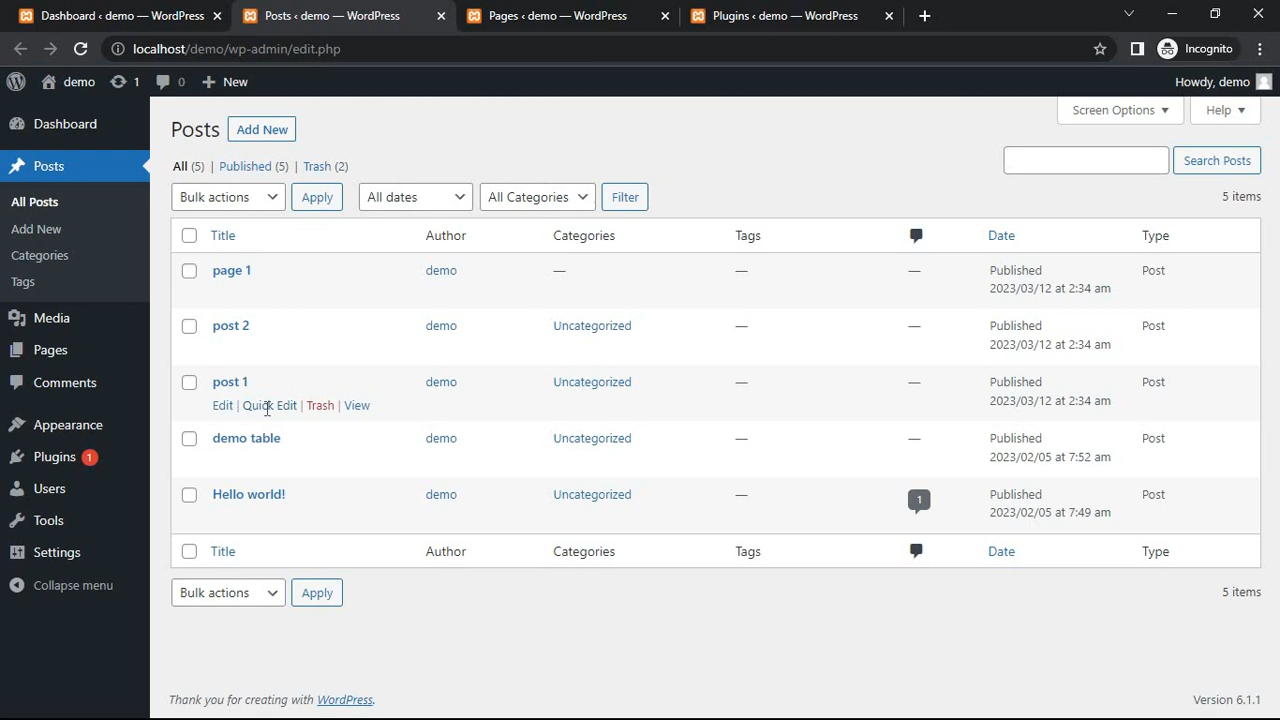 Dashboard ‹ demo — WordPress
Posts ‹ demo — WordPress
Pages ‹ demo — WordPress
Plugins ‹ demo — WordPress
localhost/demo/wp-admin/edit.php
Incognito
demo
1
0
New
Howdy, demo
Dashboard
Posts
All Posts
Add New
Categories
Tags
Media
Pages
Comments
Appearance
Plugins 1
Users
Tools
Settings
Collapse menu
Screen Options
Help
Posts
Add New
All (5) | Published (5) | Trash (2)
Search Posts
Bulk actions
Apply
All dates
All Categories
Filter
5 items
Title Author Categories Tags Date Type
page 1 demo — — — Published Post
2023/03/12 at 2:34 am
post 2 demo Uncategorized — — Published Post
2023/03/12 at 2:34 am
post 1 demo Uncategorized — — Published Post
2023/03/12 at 2:34 am
Edit | Quick Edit | Trash | View
demo table demo Uncategorized — — Published Post
2023/02/05 at 7:52 am
Hello world! demo Uncategorized — 1 Published Post
2023/02/05 at 7:49 am
Title Author Categories Tags Date Type
Bulk actions
Apply
5 items
Thank you for creating with WordPress.
Version 6.1.1